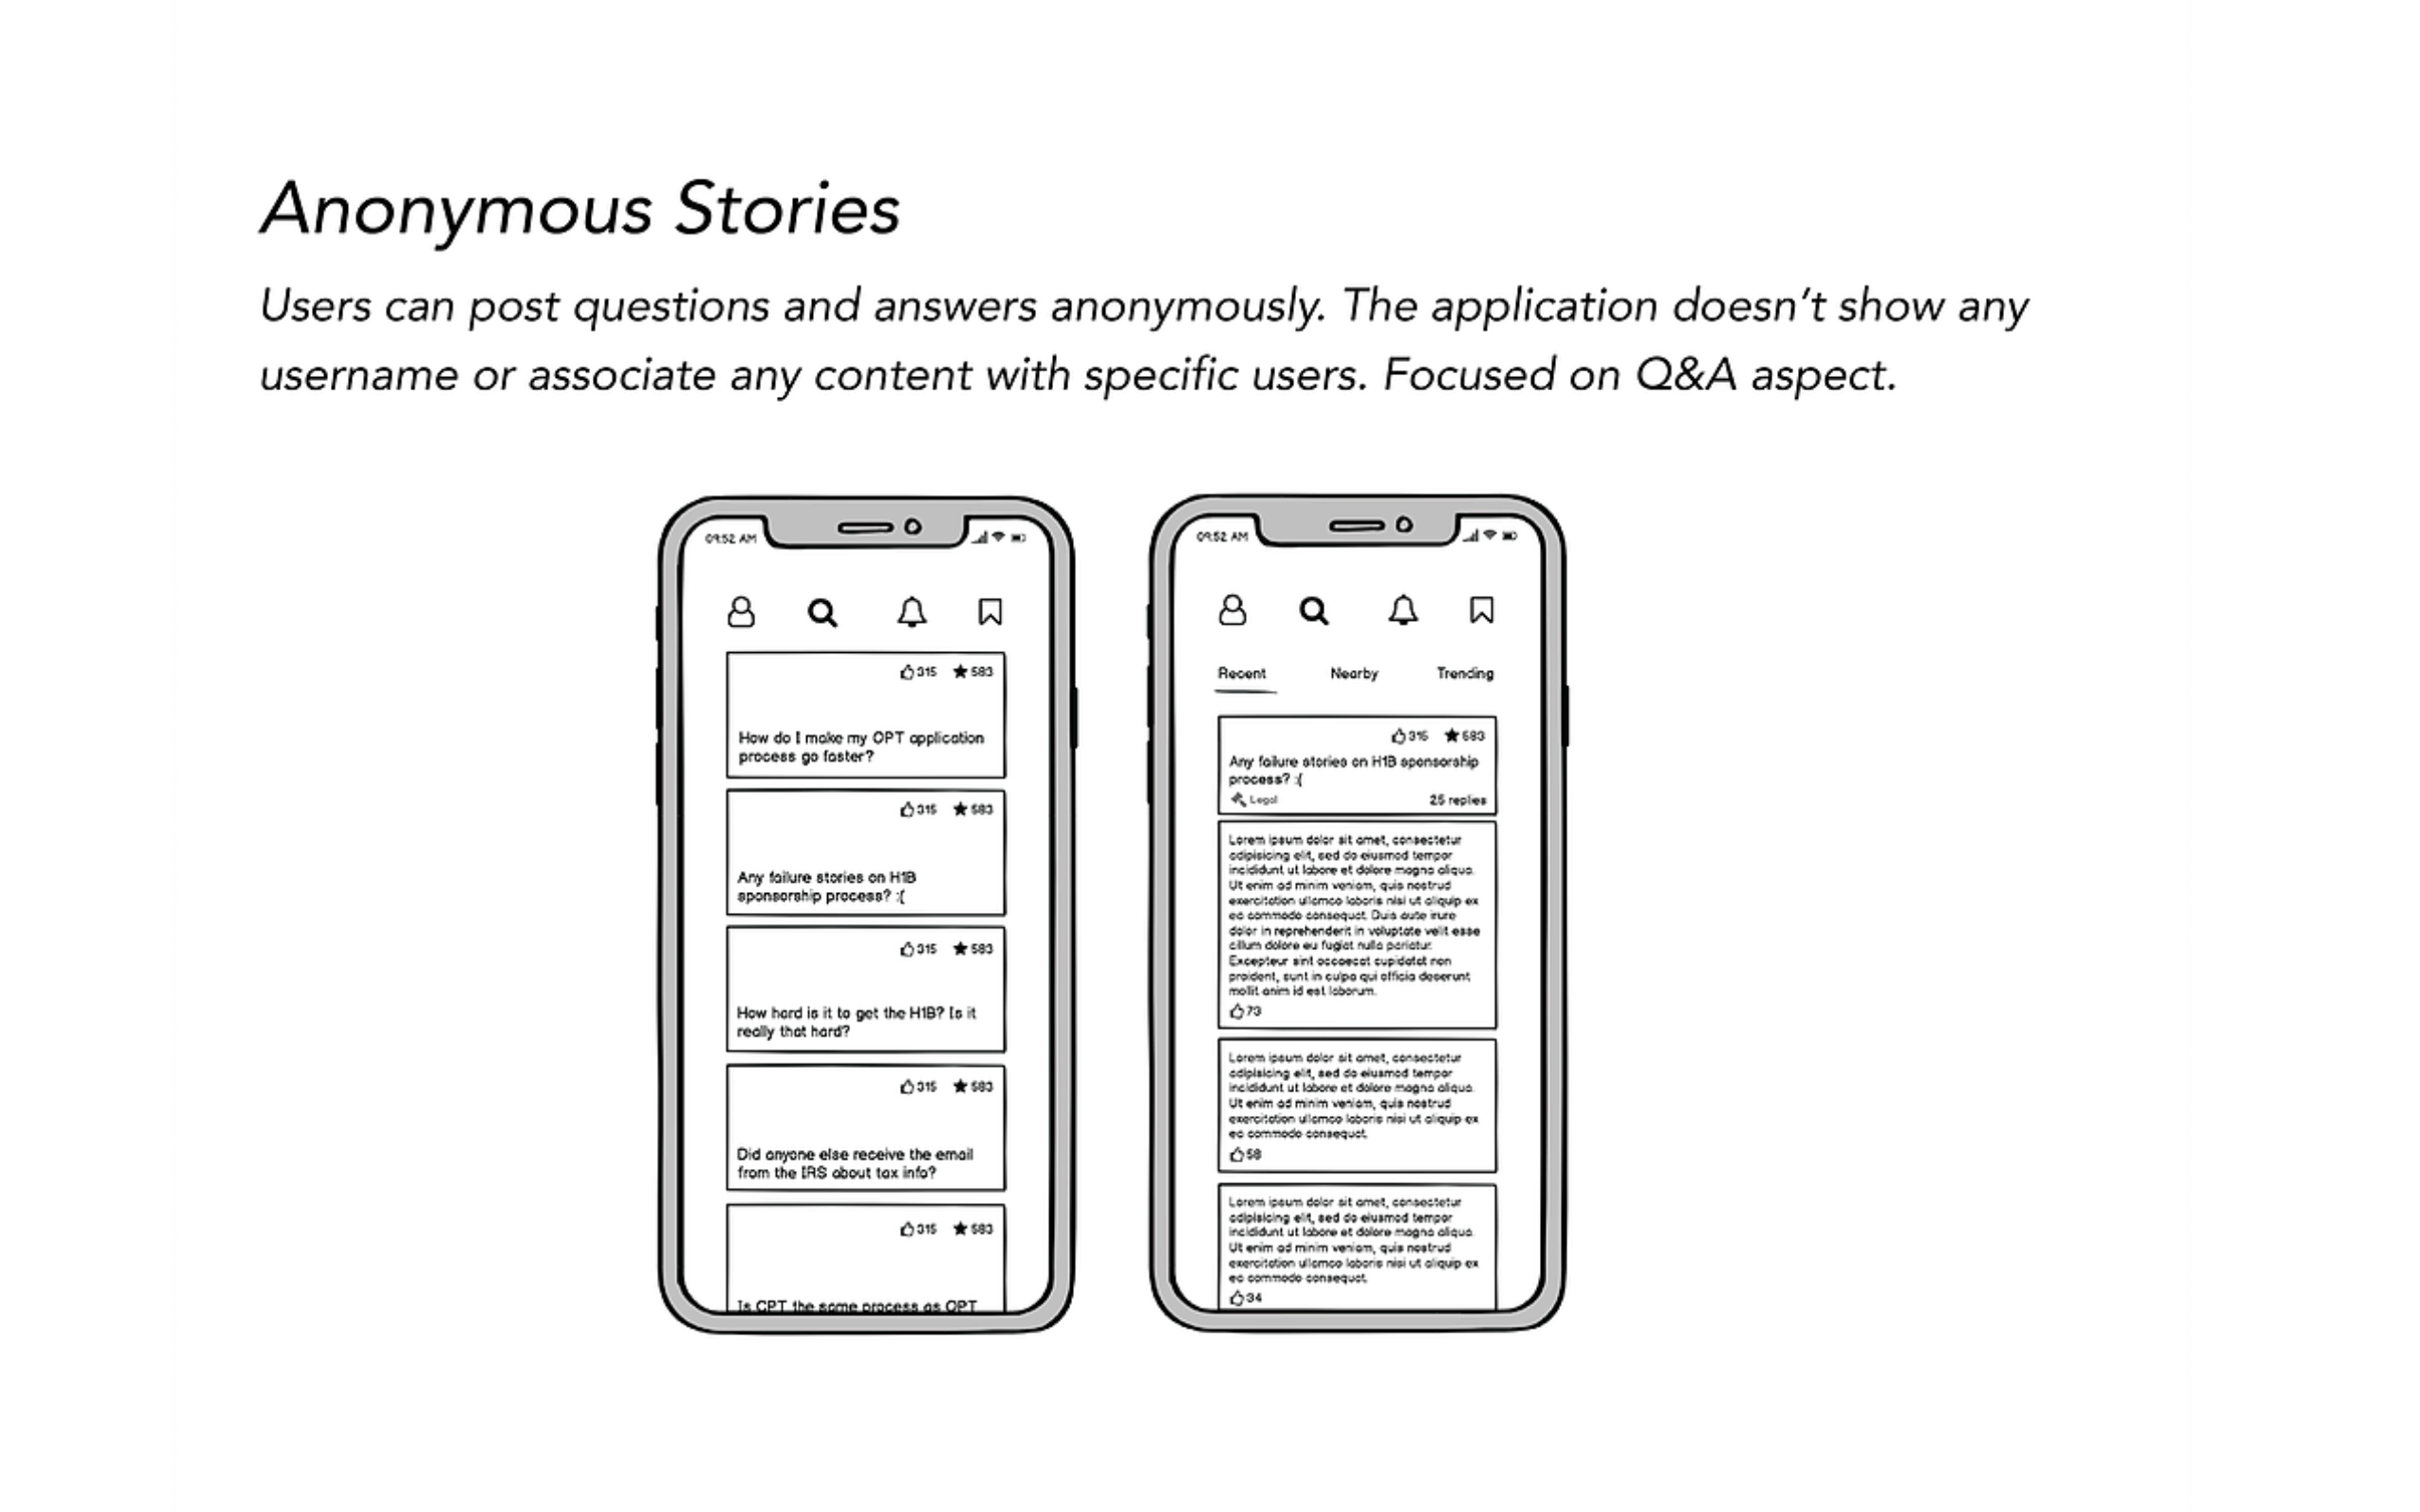 Anonymous Stories
Users can post questions and answers anonymously. The application doesn't show any
username or associate any content with specific users. Focused on Q&A aspect.
09:52 AM
315 583
How do I make my OPT application
process go faster?
315 583
Any failure stories on H1B
sponsorship process? :(
315 583
How hard is it to get the H1B? Is it
really that hard?
315 583
Did anyone else receive the email
from the IRS about tax info?
315 583
Is CPT the same process as OPT
09:52 AM
Recent Nearby Trending
315 583
Any failure stories on H1B sponsorship
process? :(
Legal 25 replies
Lorem ipsum dolor sit amet, consectetur
adipisicing elit, sed do eiusmod tempor
incididunt ut labore et dolore magna aliqua.
Ut enim ad minim veniam, quis nostrud
exercitation ullamco laboris nisi ut aliquip ex
ea commodo consequat. Duis aute irure
dolor in reprehenderit in voluptate velit esse
cillum dolore eu fugiat nulla pariatur.
Excepteur sint occaecat cupidatat non
proident, sunt in culpa qui officia deserunt
mollit anim id est laborum.
73
Lorem ipsum dolor sit amet, consectetur
adipisicing elit, sed do eiusmod tempor
incididunt ut labore et dolore magna aliqua.
Ut enim ad minim veniam, quis nostrud
exercitation ullamco laboris nisi ut aliquip ex
ea commodo consequat.
58
Lorem ipsum dolor sit amet, consectetur
adipisicing elit, sed do eiusmod tempor
incididunt ut labore et dolore magna aliqua.
Ut enim ad minim veniam, quis nostrud
exercitation ullamco laboris nisi ut aliquip ex
ea commodo consequat.
34